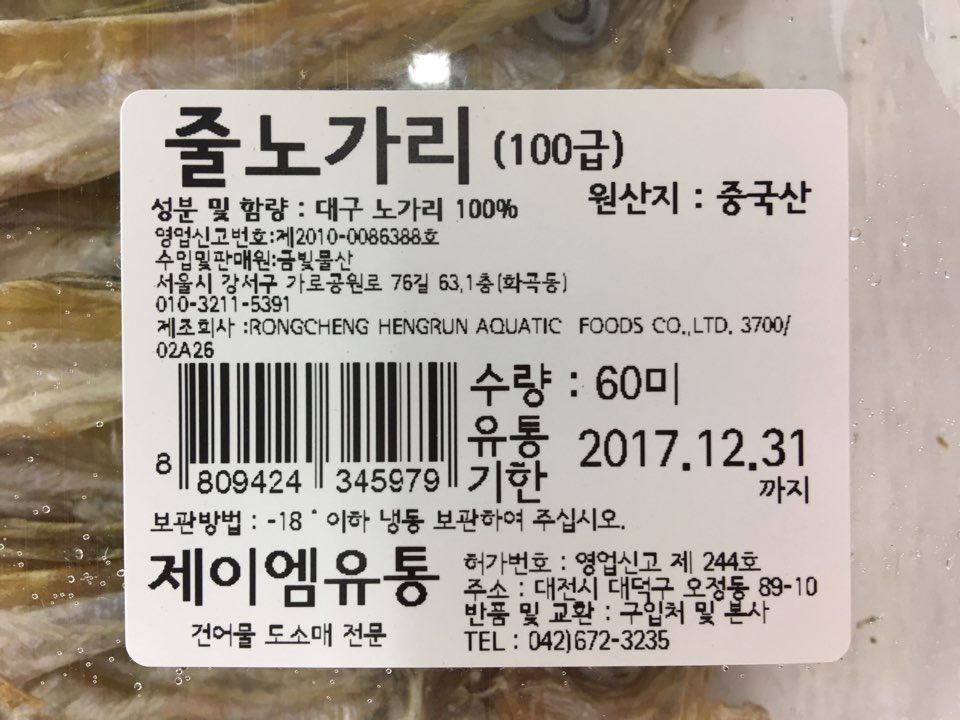 줄노가리 (100급)
원산지 : 중국산
성분 및 함량 : 대구 노가리 100%
영업신고번호:제2010-0086388호
수입및판매원:금빛물산
서울시 강서구 가로공원로 76길 63,1층(화곡동)
010-3211-5391
제조회사 :RONGCHENG HENGRUN AQUATIC FOODS CO.,LTD. 3700/
02A26
수량 : 60미
유통
기한 2017.12.31
까지
8 809424 345979
보관방법 : -18˚ 이하 냉동 보관하여 주십시오.
제이엠유통
건어물 도소매 전문
허가번호 : 영업신고 제 244호
주소 : 대전시 대덕구 오정동 89-10
반품 및 교환 : 구입처 및 본사
TEL : 042)672-3235